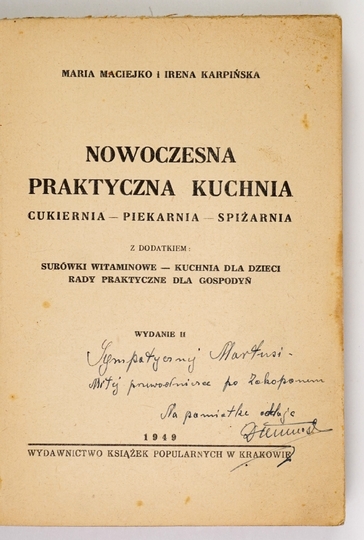 MARIA MACIEJKO I IRENA KARPIŃSKA
NOWOCZESNA
PRAKTYCZNA KUCHNIA
CUKIERNIA — PIEKARNIA — SPIŻARNIA
Z DODATKIEM:
SURÓWKI WITAMINOWE — KUCHNIA DLA DZIECI
RADY PRAKTYCZNE DLA GOSPODYŃ
WYDANIE II
Sympatycznej Martusi -
Miłej przewodniczce po Zakopanem
Na pamiątkę
1949
WYDAWNICTWO KSIĄŻEK POPULARNYCH W KRAKOWIE